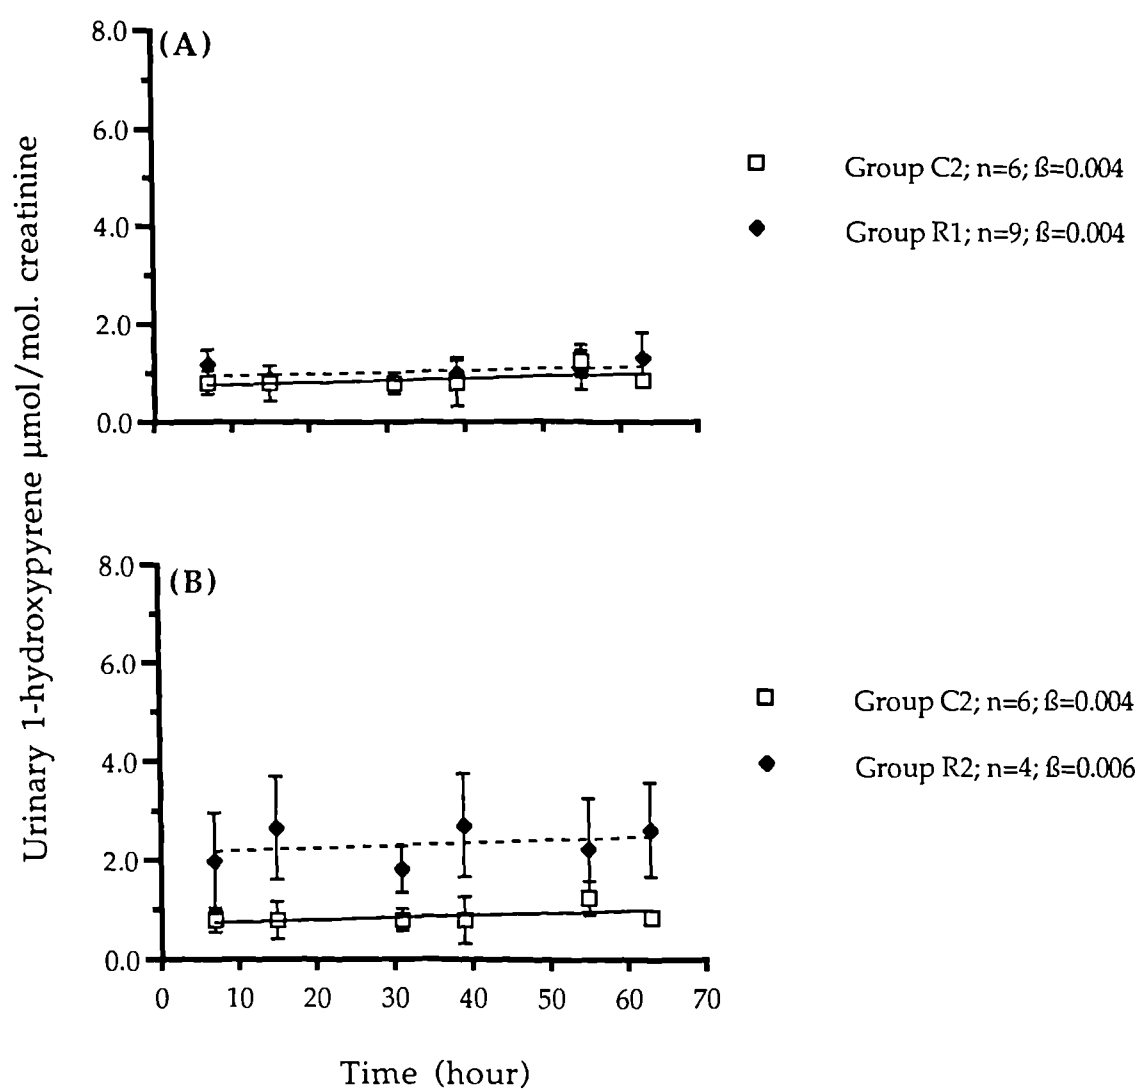 Urinary 1-hydroxypyrene µmol/mol. creatinine
(A)
8.0
6.0
4.0
2.0
0.0
Group C2; n=6; ß=0.004
Group R1; n=9; ß=0.004
(B)
8.0
6.0
4.0
2.0
0.0
Group C2; n=6; ß=0.004
Group R2; n=4; ß=0.006
0 10 20 30 40 50 60 70
Time (hour)